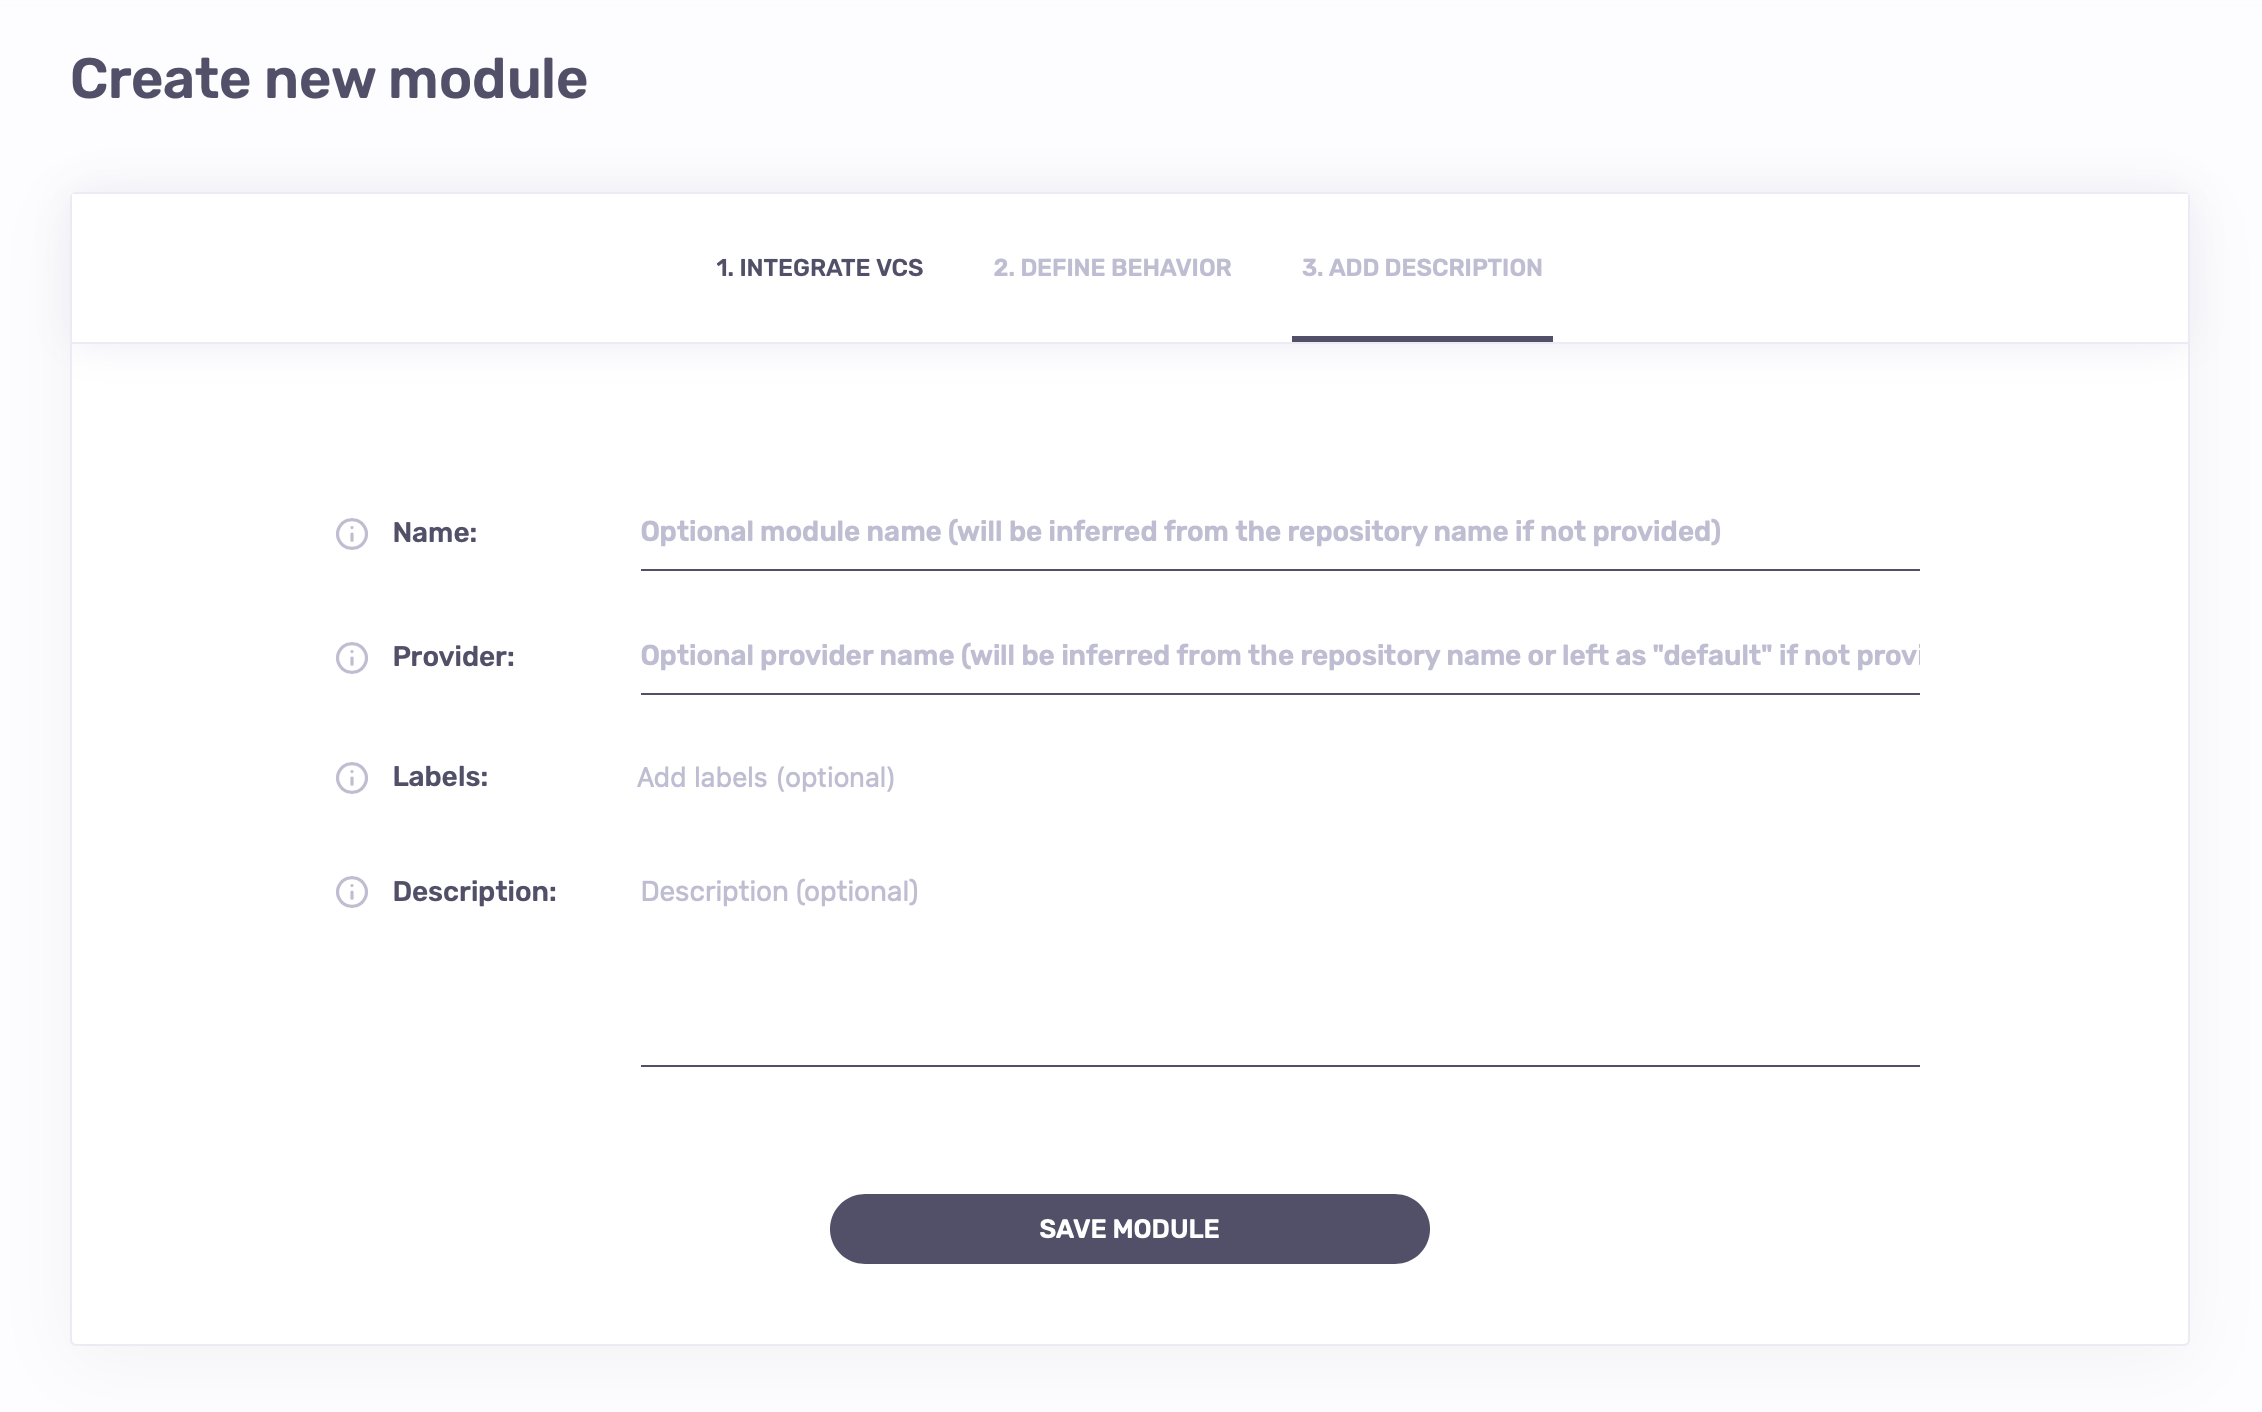 Create new module
1. INTEGRATE VCS
2. DEFINE BEHAVIOR
3. ADD DESCRIPTION
Name:
Optional module name (will be inferred from the repository name if not provided)
Provider:
Optional provider name (will be inferred from the repository name or left as "default" if not provi
Labels:
Add labels (optional)
Description:
Description (optional)
SAVE MODULE